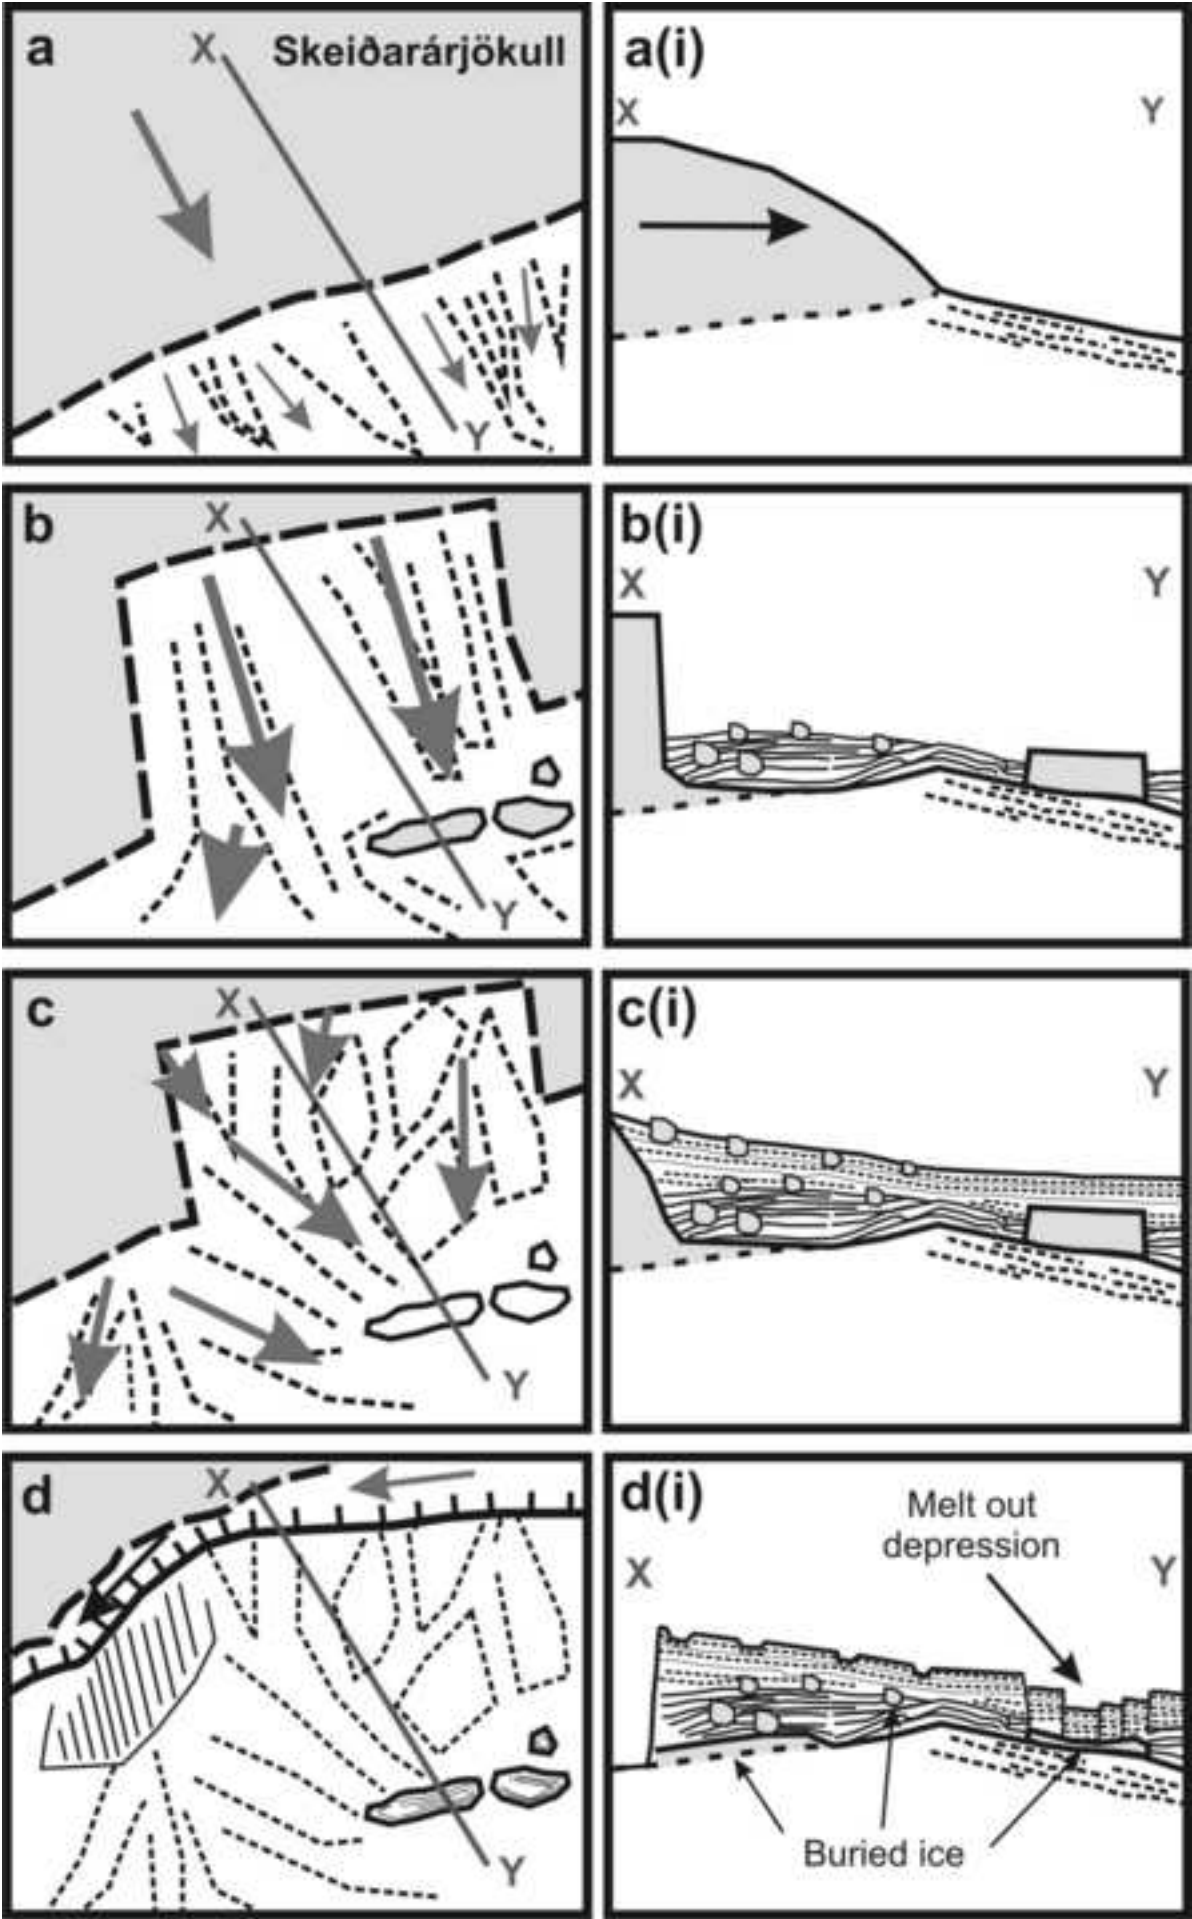 a
X
Skeiðarárjökull
Y
a(i)
X
Y
b
X
Y
b(i)
X
Y
c
X
Y
c(i)
X
Y
d
X
Y
d(i)
Melt out
depression
X
Y
Buried ice